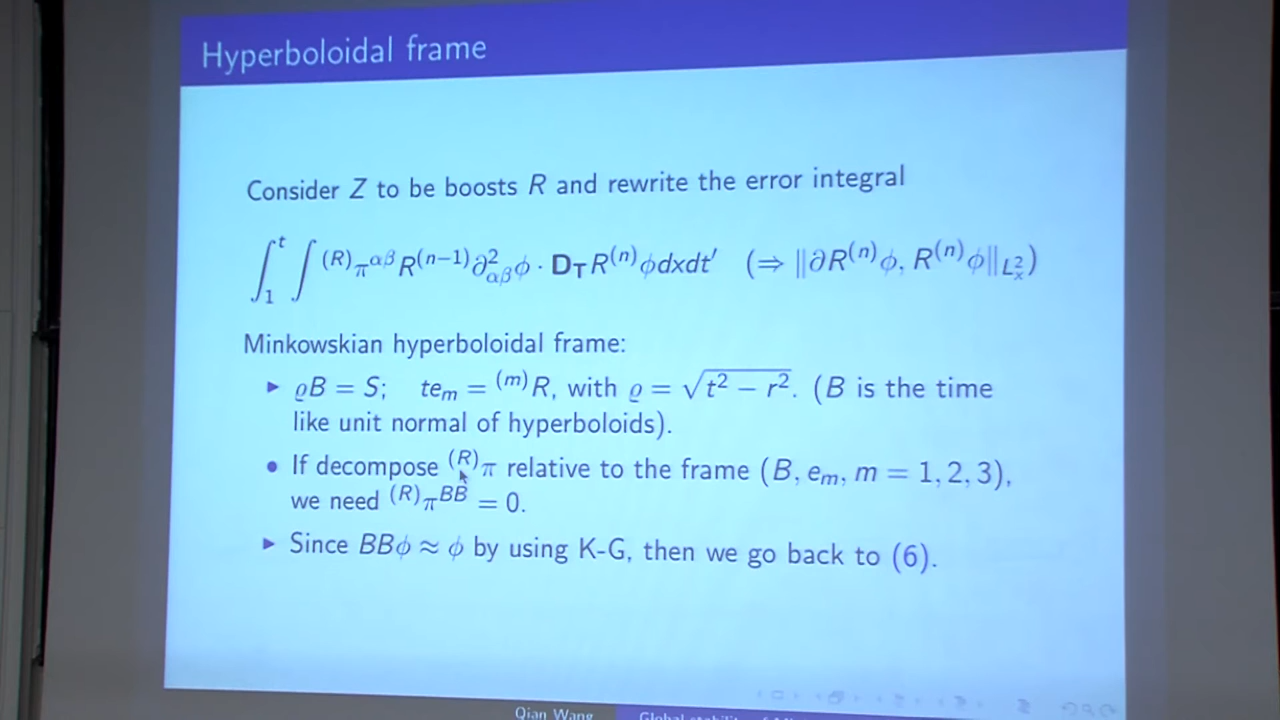 Hyperboloidal frame
Consider Z to be boosts R and rewrite the error integral
∫₁ᵗ ∫ ⁽ᴿ⁾π^{αβ} R^{(n−1)} ∂²_{αβ} ϕ · D_T R^{(n)} ϕ dx dt′ (⇒ ‖∂R^{(n)}ϕ, R^{(n)}ϕ‖_{L²_x})
Minkowskian hyperboloidal frame:
▶ ϱB = S; te_m = ^{(m)}R, with ϱ = √(t² − r²). (B is the time
like unit normal of hyperboloids).
• If decompose ^{(R)}π relative to the frame (B, e_m, m = 1, 2, 3),
we need ^{(R)}π^{BB} = 0.
▶ Since BBϕ ≈ ϕ by using K-G, then we go back to (6).
Qian Wang Global